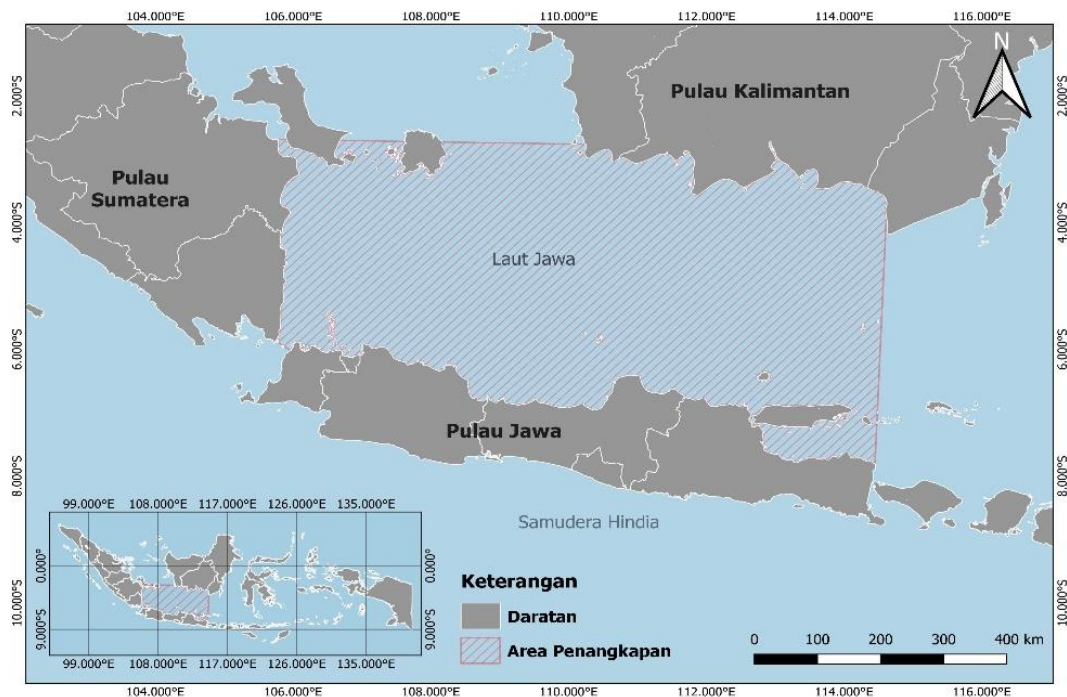 104.000°E 106.000°E 108.000°E 110.000°E 112.000°E 114.000°E 116.000°E
N
2.000°S 2.000°S
Pulau Kalimantan
Pulau
Sumatera
4.000°S 4.000°S
Laut Jawa
6.000°S 6.000°S
Pulau Jawa
8.000°S 8.000°S
Samudera Hindia
99.000°E 108.000°E 117.000°E 126.000°E 135.000°E
0.000° 0.000°
9.000°S 9.000°S
99.000°E 108.000°E 117.000°E 126.000°E 135.000°E
10.000°S 10.000°S
Keterangan
Daratan
Area Penangkapan
0 100 200 300 400 km
104.000°E 106.000°E 108.000°E 110.000°E 112.000°E 114.000°E 116.000°E